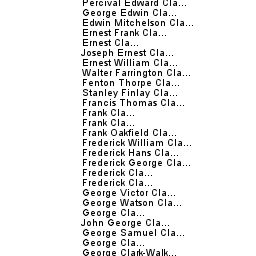 Percival Edward Cla...
George Edwin Cla...
Edwin Mitchelson Cla...
Ernest Frank Cla...
Ernest Cla...
Joseph Ernest Cla...
Ernest William Cla...
Walter Farrington Cla...
Fenton Thorpe Cla...
Stanley Finlay Cla...
Francis Thomas Cla...
Frank Cla...
Frank Cla...
Frank Oakfield Cla...
Frederick William Cla...
Frederick Hans Cla...
Frederick George Cla...
Frederick Cla...
Frederick Cla...
George Victor Cla...
George Watson Cla...
George Cla...
John George Cla...
George Samuel Cla...
George Cla...
George Clark-Walk...